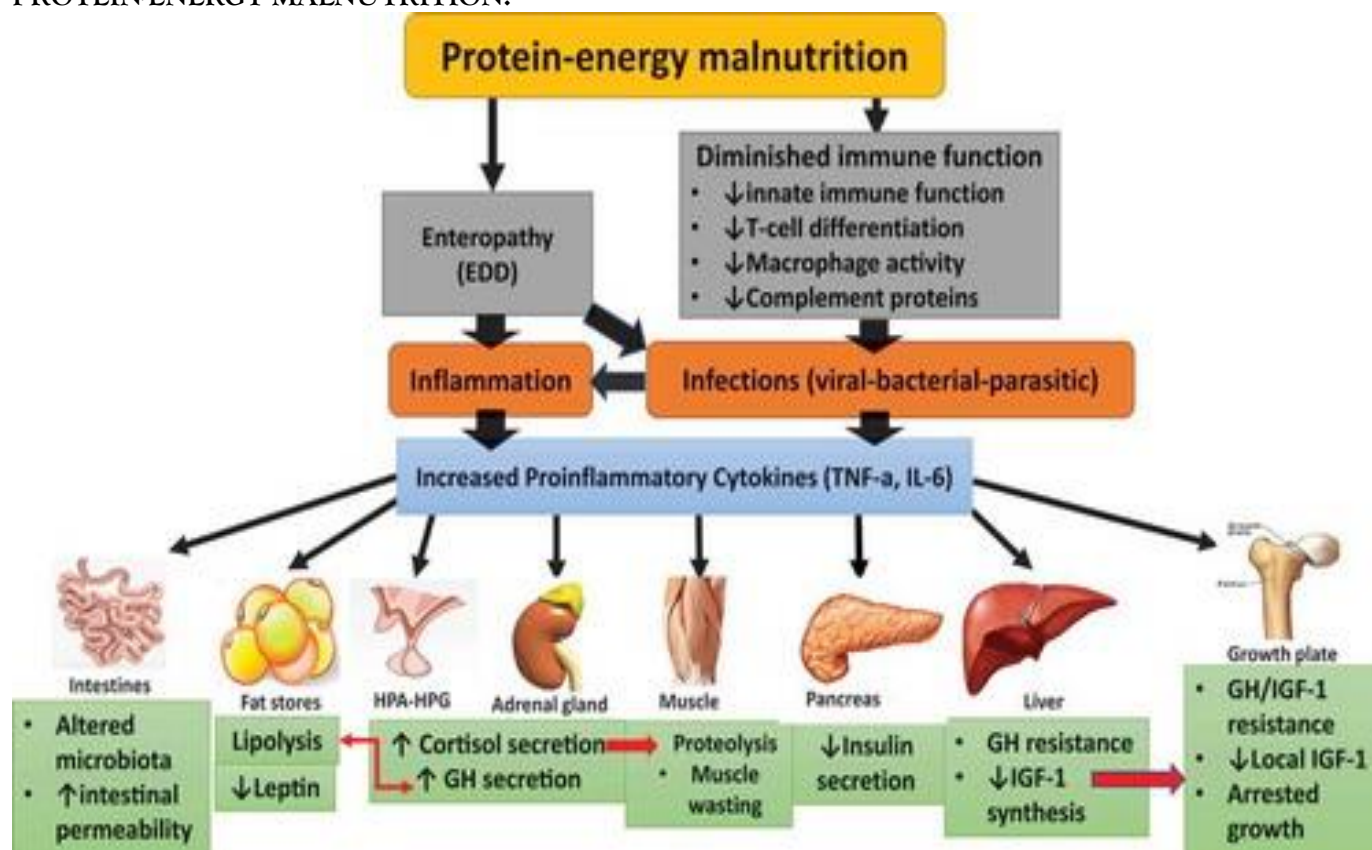 PROTEIN ENERGY MALNUTRITION:
Protein-energy malnutrition
Diminished immune function
• ↓innate immune function
• ↓T-cell differentiation
• ↓Macrophage activity
• ↓Complement proteins
Enteropathy
(EDD)
Inflammation
Infections (viral-bacterial-parasitic)
Increased Proinflammatory Cytokines (TNF-a, IL-6)
Intestines
• Altered
microbiota
• ↑intestinal
permeability
Fat stores
Lipolysis
↓Leptin
HPA-HPG
Adrenal gland
↑ Cortisol secretion
↑ GH secretion
Muscle
Proteolysis
• Muscle
wasting
Pancreas
↓Insulin
secretion
Liver
• GH resistance
• ↓IGF-1
synthesis
Growth plate
• GH/IGF-1
resistance
• ↓Local IGF-1
• Arrested
growth